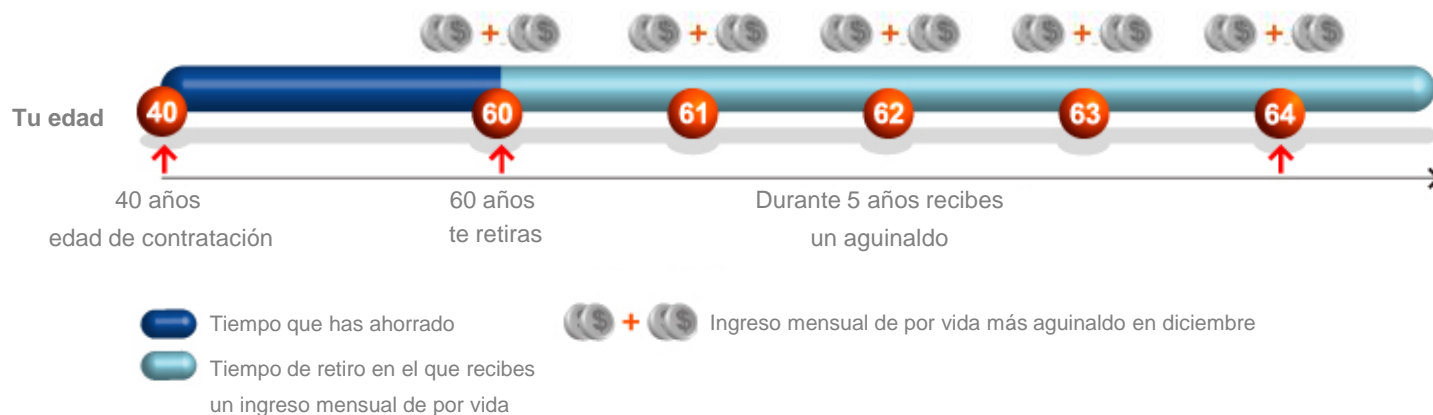 $ + $ $ + $ $ + $ $ + $ $ + $
Tu edad 40 60 61 62 63 64
40 años
edad de contratación
60 años
te retiras
Durante 5 años recibes
un aguinaldo
Tiempo que has ahorrado
$ + $ Ingreso mensual de por vida más aguinaldo en diciembre
Tiempo de retiro en el que recibes
un ingreso mensual de por vida